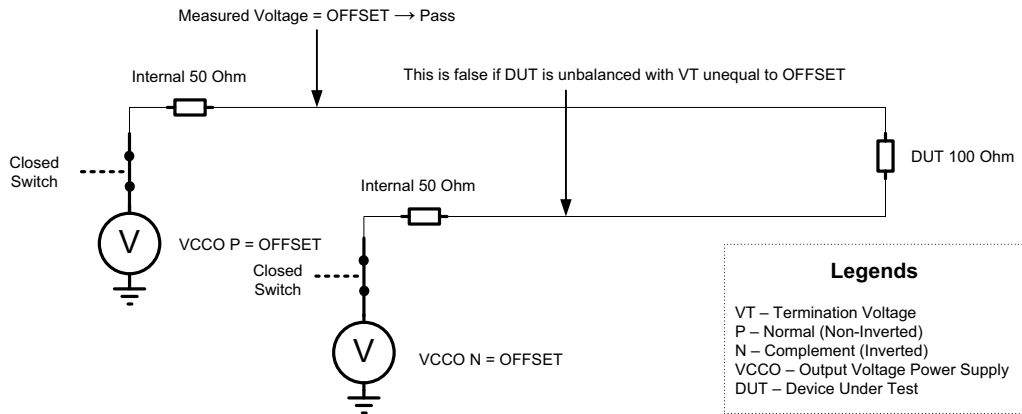 Measured Voltage = OFFSET → Pass
Internal 50 Ohm
This is false if DUT is unbalanced with VT unequal to OFFSET
Closed
Switch
DUT 100 Ohm
Internal 50 Ohm
V
VCCO P = OFFSET
Closed
Switch
V
VCCO N = OFFSET
Legends
VT – Termination Voltage
P – Normal (Non-Inverted)
N – Complement (Inverted)
VCCO – Output Voltage Power Supply
DUT – Device Under Test